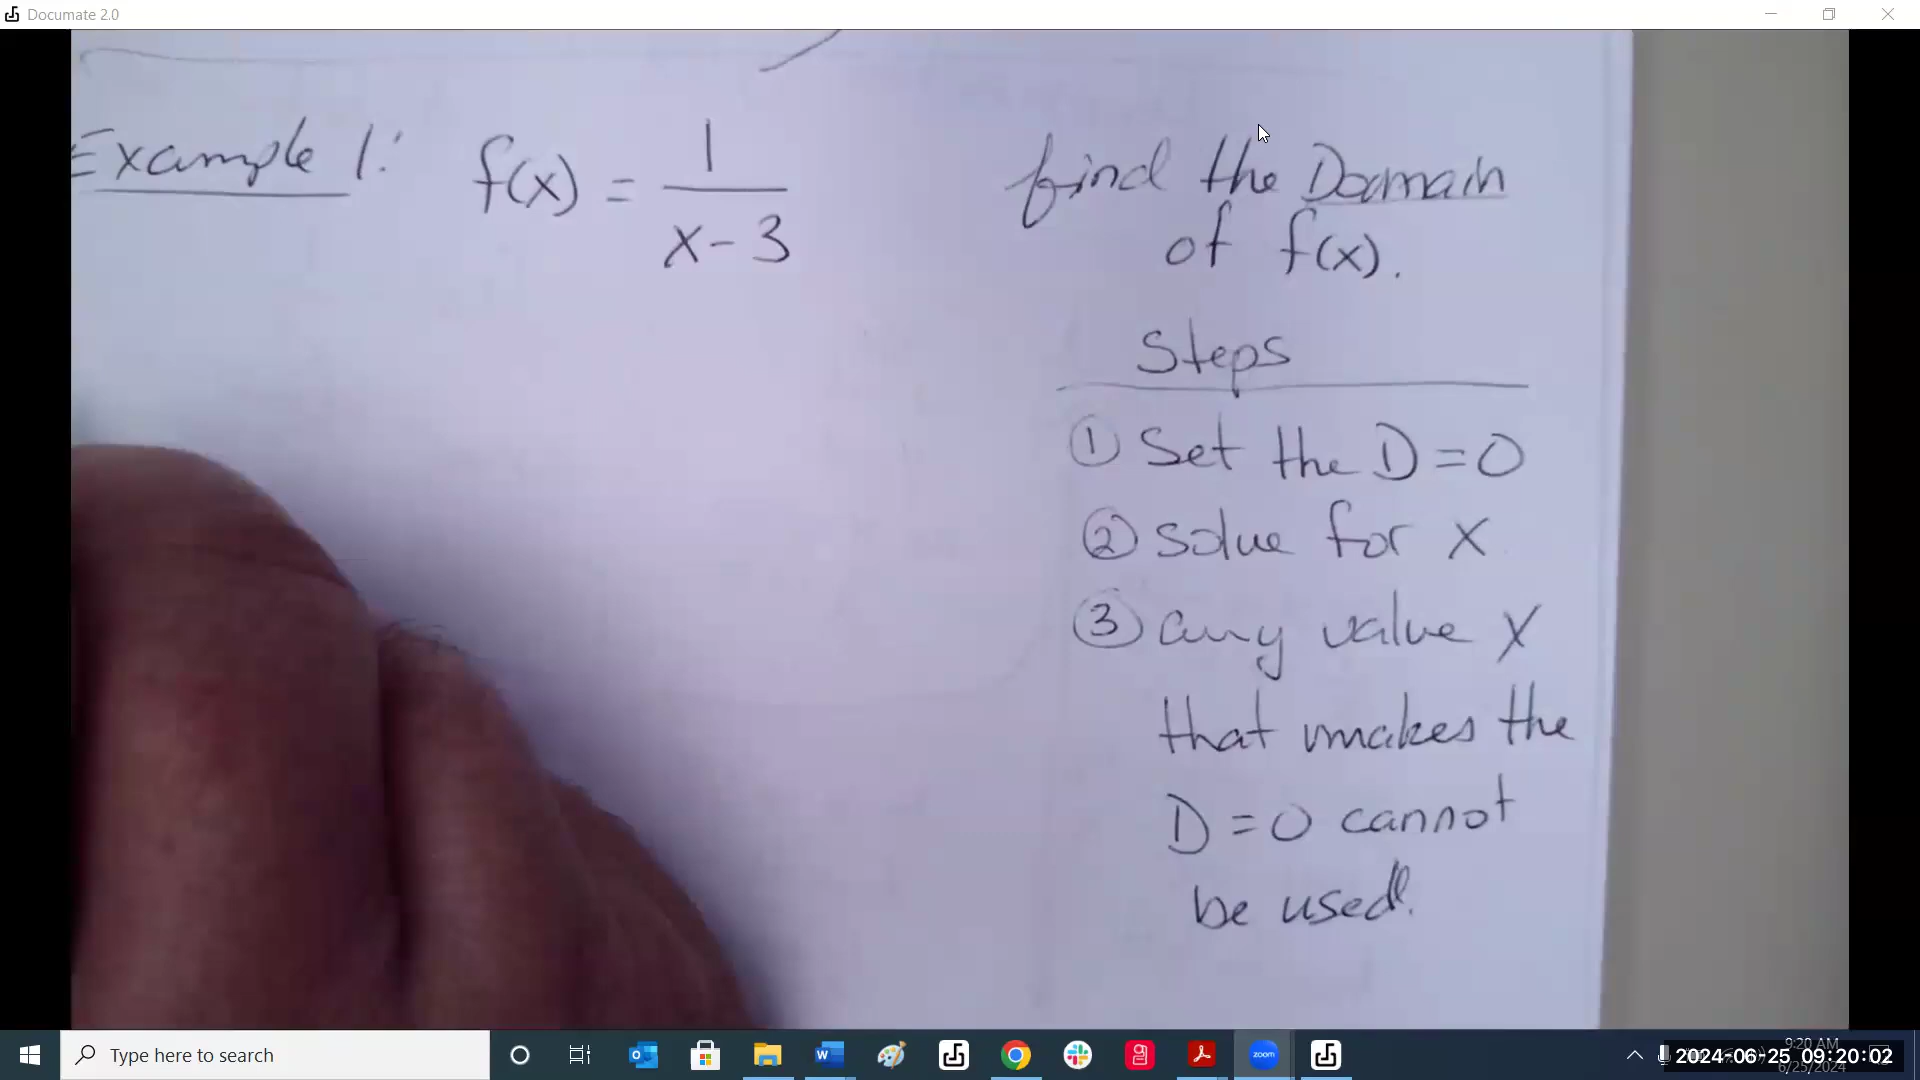 Documate 2.0
Example 1: f(x) = 1 / (x - 3)
find the Domain
of f(x).
Steps
① Set the D = 0
② solve for x
③ any value x
that makes the
D = 0 cannot
be used.
Type here to search
zoom
9:20 AM
2024-06-25 09:20:02
6/25/2024